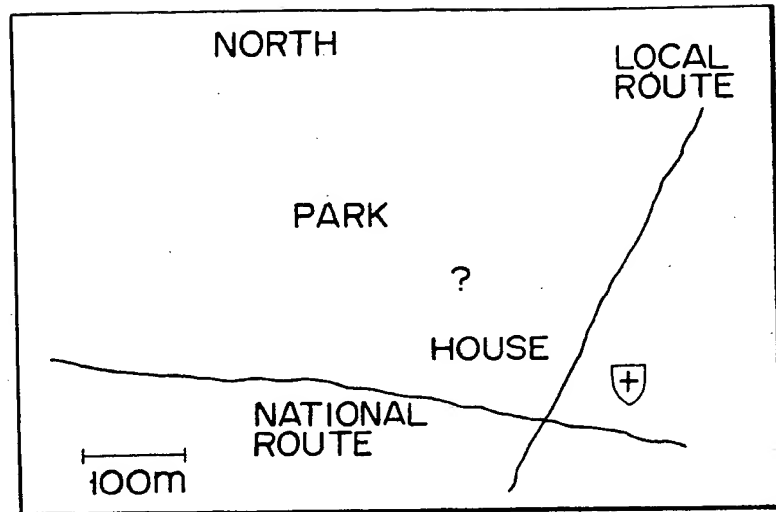 NORTH
LOCAL
ROUTE
PARK
?
HOUSE
NATIONAL
ROUTE
100m